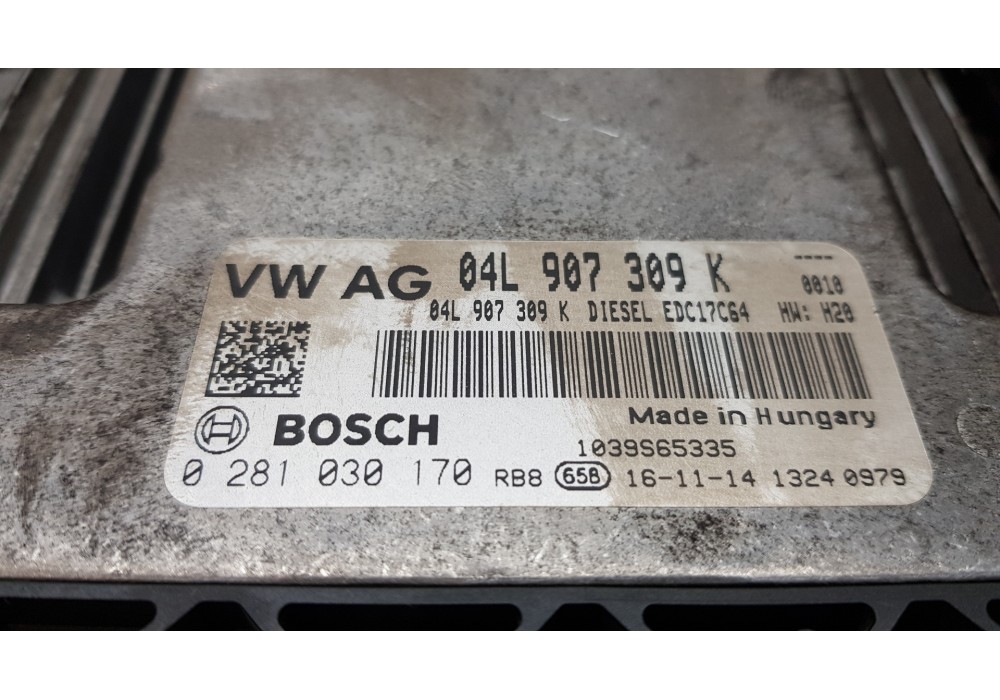 VW AG 04L 907 309 K ----
0010
04L 907 309 K DIESEL EDC17C64 HW: H20
Made in Hungary
BOSCH
1039S65335
0 281 030 170 RB8 65B 16-11-14 1324 0979